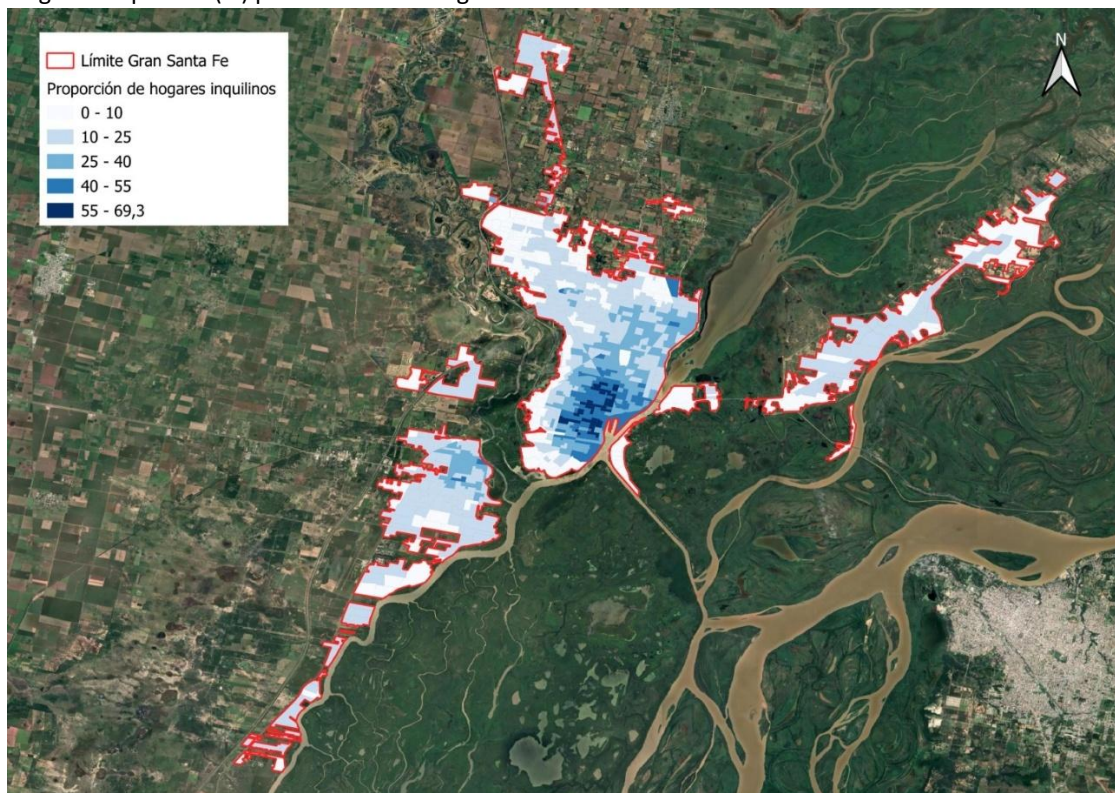 Límite Gran Santa Fe
N
Proporción de hogares inquilinos
0 - 10
10 - 25
25 - 40
40 - 55
55 - 69,3